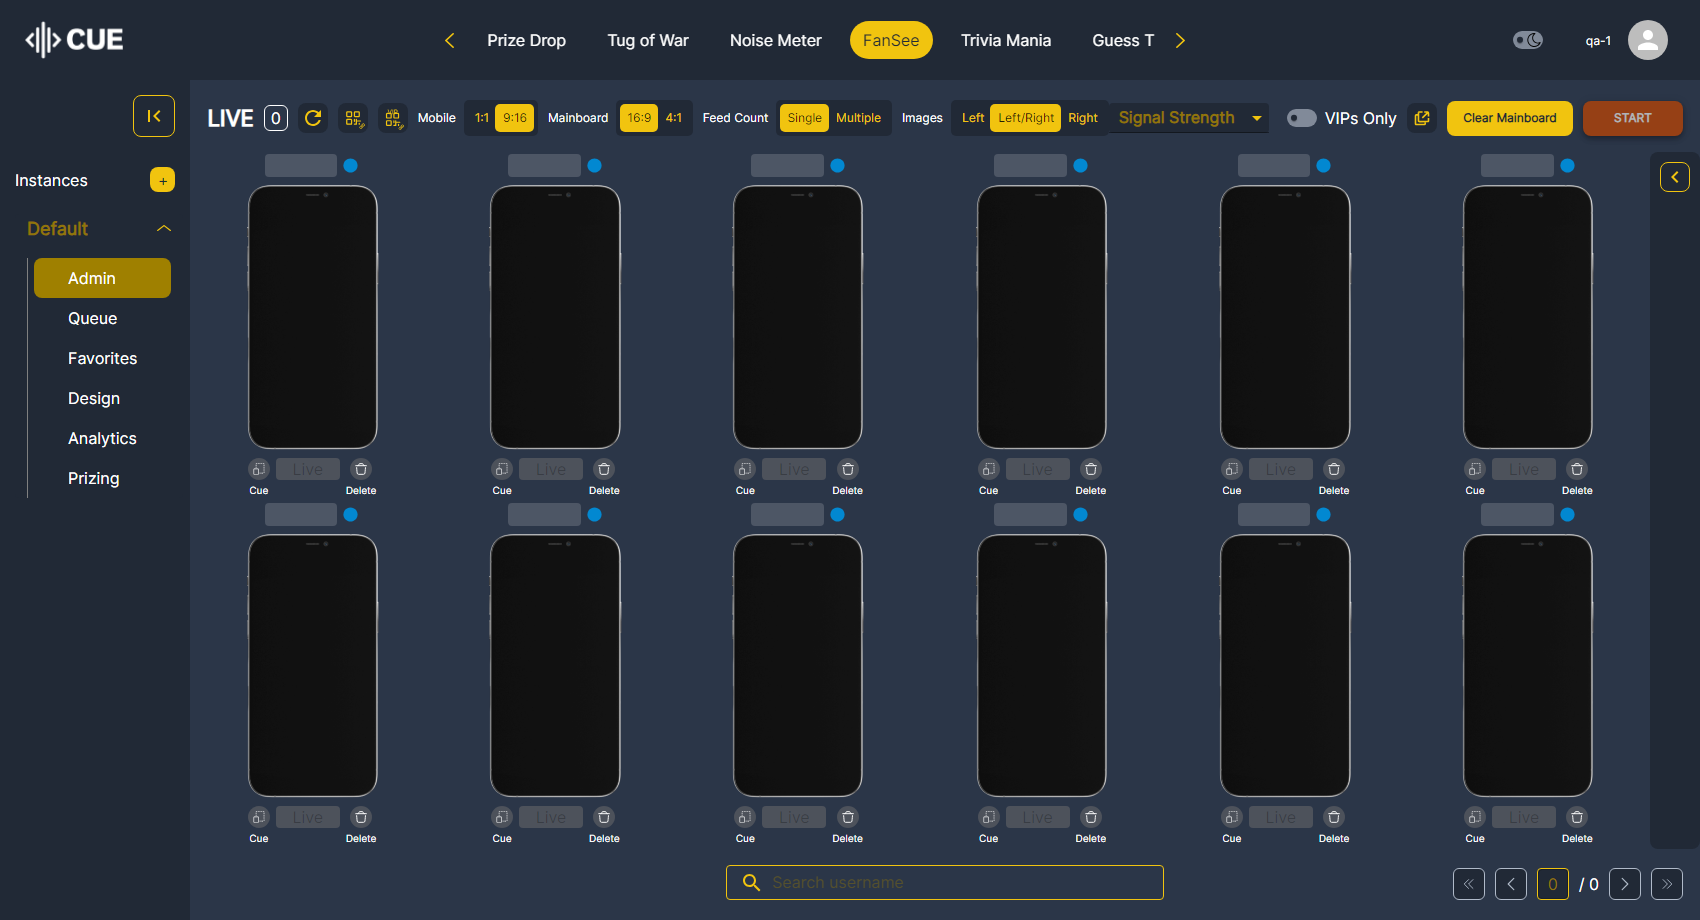 CUE
Prize Drop Tug of War Noise Meter FanSee Trivia Mania Guess T
qa-1
LIVE 0 Mobile 1:1 9:16 Mainboard 16:9 4:1 Feed Count Single Multiple Images Left Left/Right Right Signal Strength VIPs Only Clear Mainboard START
Instances +
Default
Admin
Queue
Favorites
Design
Analytics
Prizing
Live Live Live Live Live Live
Cue Delete Cue Delete Cue Delete Cue Delete Cue Delete Cue Delete
Live Live Live Live Live Live
Cue Delete Cue Delete Cue Delete Cue Delete Cue Delete Cue Delete
Search username
0 / 0